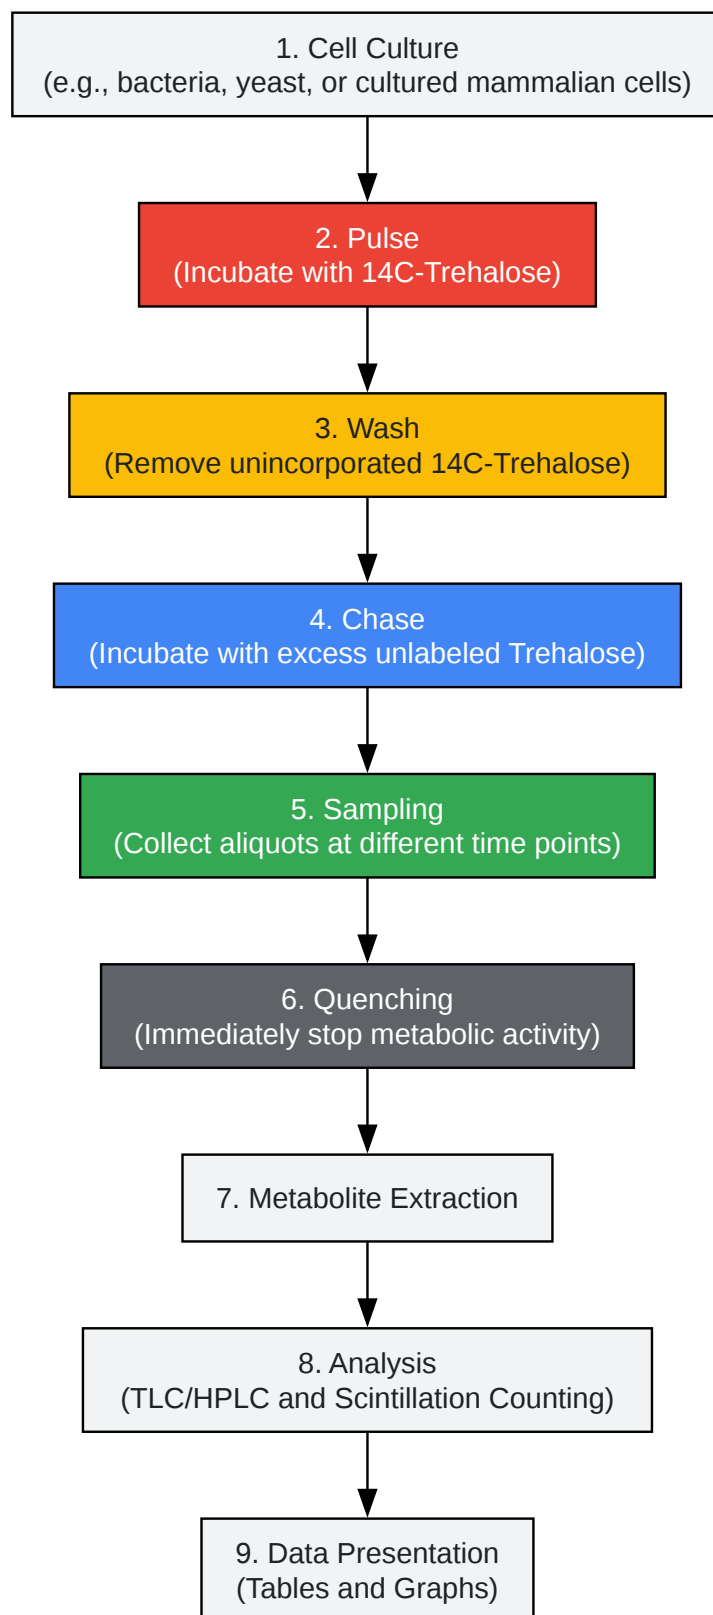 1. Cell Culture
(e.g., bacteria, yeast, or cultured mammalian cells)
2. Pulse
(Incubate with 14C-Trehalose)
3. Wash
(Remove unincorporated 14C-Trehalose)
4. Chase
(Incubate with excess unlabeled Trehalose)
5. Sampling
(Collect aliquots at different time points)
6. Quenching
(Immediately stop metabolic activity)
7. Metabolite Extraction
8. Analysis
(TLC/HPLC and Scintillation Counting)
9. Data Presentation
(Tables and Graphs)